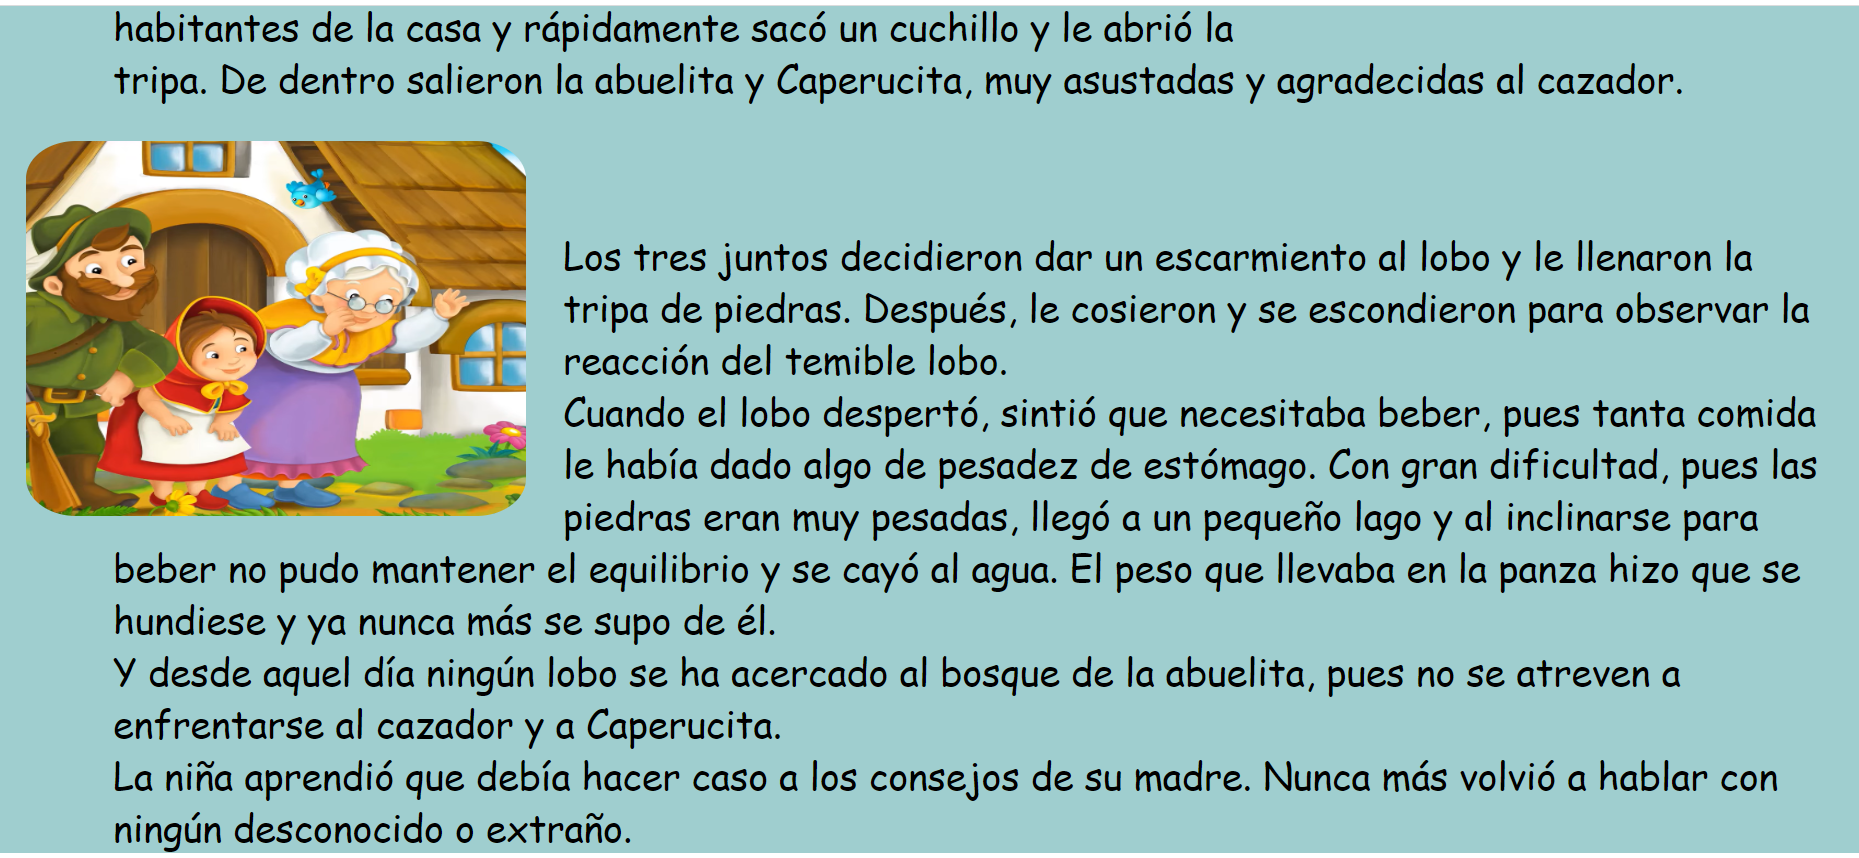 habitantes de la casa y rápidamente sacó un cuchillo y le abrió la
tripa. De dentro salieron la abuelita y Caperucita, muy asustadas y agradecidas al cazador.
Los tres juntos decidieron dar un escarmiento al lobo y le llenaron la
tripa de piedras. Después, le cosieron y se escondieron para observar la
reacción del temible lobo.
Cuando el lobo despertó, sintió que necesitaba beber, pues tanta comida
le había dado algo de pesadez de estómago. Con gran dificultad, pues las
piedras eran muy pesadas, llegó a un pequeño lago y al inclinarse para
beber no pudo mantener el equilibrio y se cayó al agua. El peso que llevaba en la panza hizo que se
hundiese y ya nunca más se supo de él.
Y desde aquel día ningún lobo se ha acercado al bosque de la abuelita, pues no se atreven a
enfrentarse al cazador y a Caperucita.
La niña aprendió que debía hacer caso a los consejos de su madre. Nunca más volvió a hablar con
ningún desconocido o extraño.